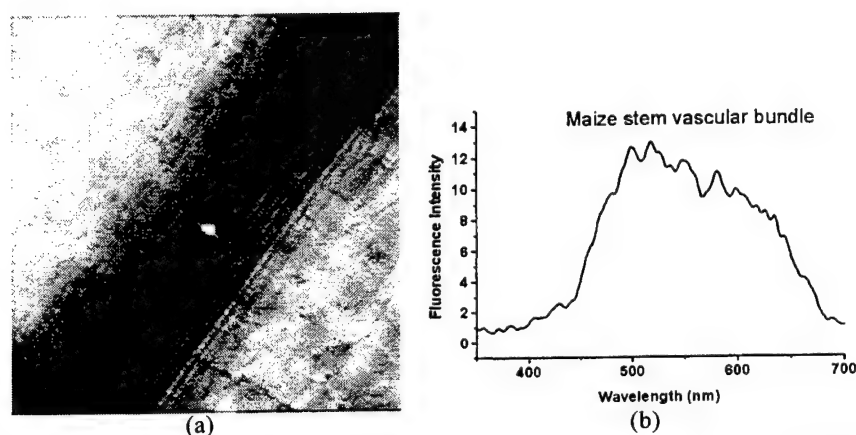 Maize stem vascular bundle
Fluorescence Intensity
14
12
10
8
6
4
2
0
400
500
600
700
Wavelength (nm)
(a)
(b)